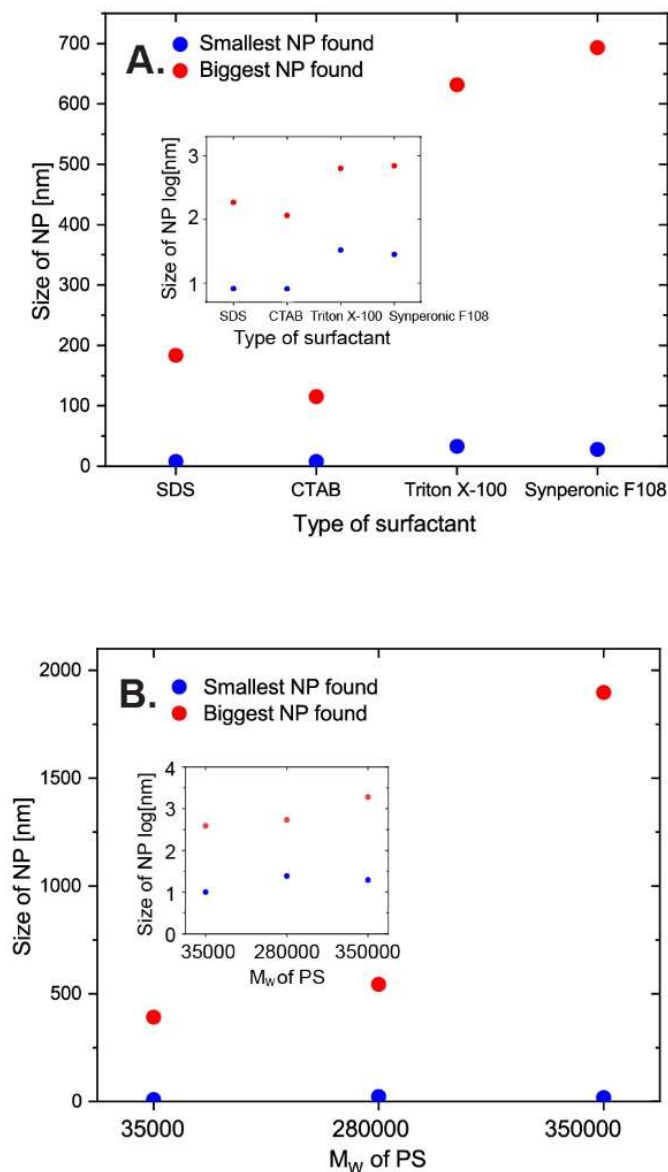 A.
Smallest NP found
Biggest NP found
700
600
500
400
300
200
100
0
Size of NP [nm]
3
2
1
Size of NP log[nm]
SDS CTAB Triton X-100 Synperonic F108
Type of surfactant
SDS CTAB Triton X-100 Synperonic F108
Type of surfactant
B.
Smallest NP found
Biggest NP found
2000
1500
1000
500
0
Size of NP [nm]
4
3
2
1
0
Size of NP log[nm]
35000 280000 350000
Mw of PS
35000 280000 350000
Mw of PS